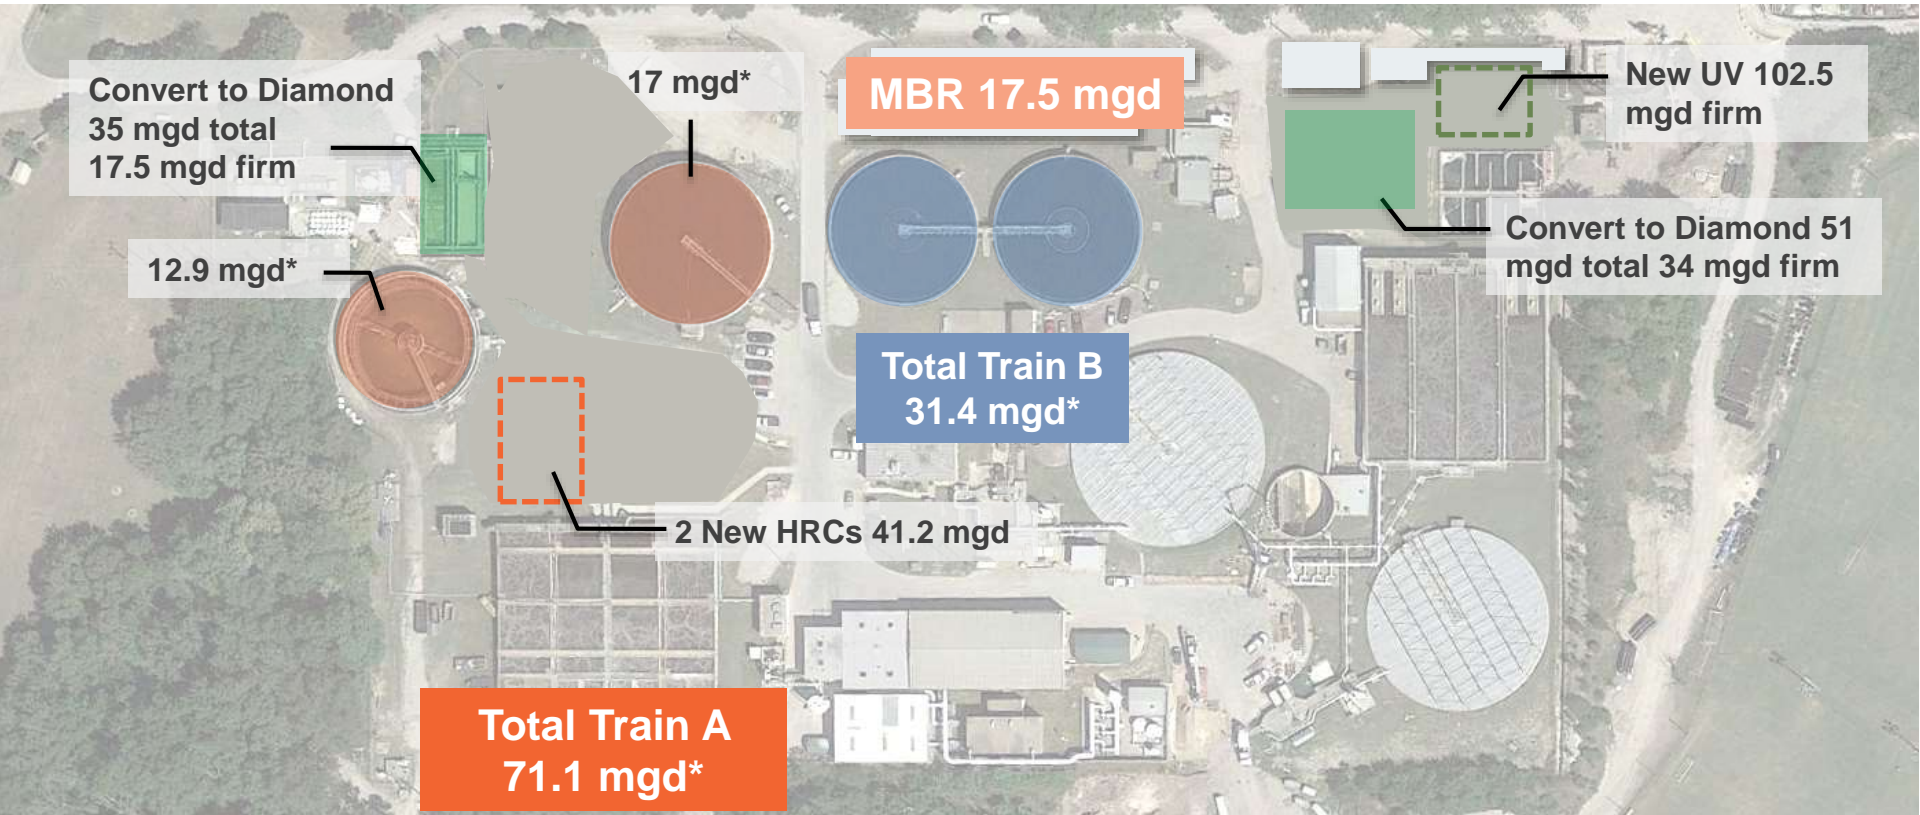 Convert to Diamond
35 mgd total
17.5 mgd firm
17 mgd*
MBR 17.5 mgd
New UV 102.5
mgd firm
12.9 mgd*
Convert to Diamond 51
mgd total 34 mgd firm
Total Train B
31.4 mgd*
2 New HRCs 41.2 mgd
Total Train A
71.1 mgd*